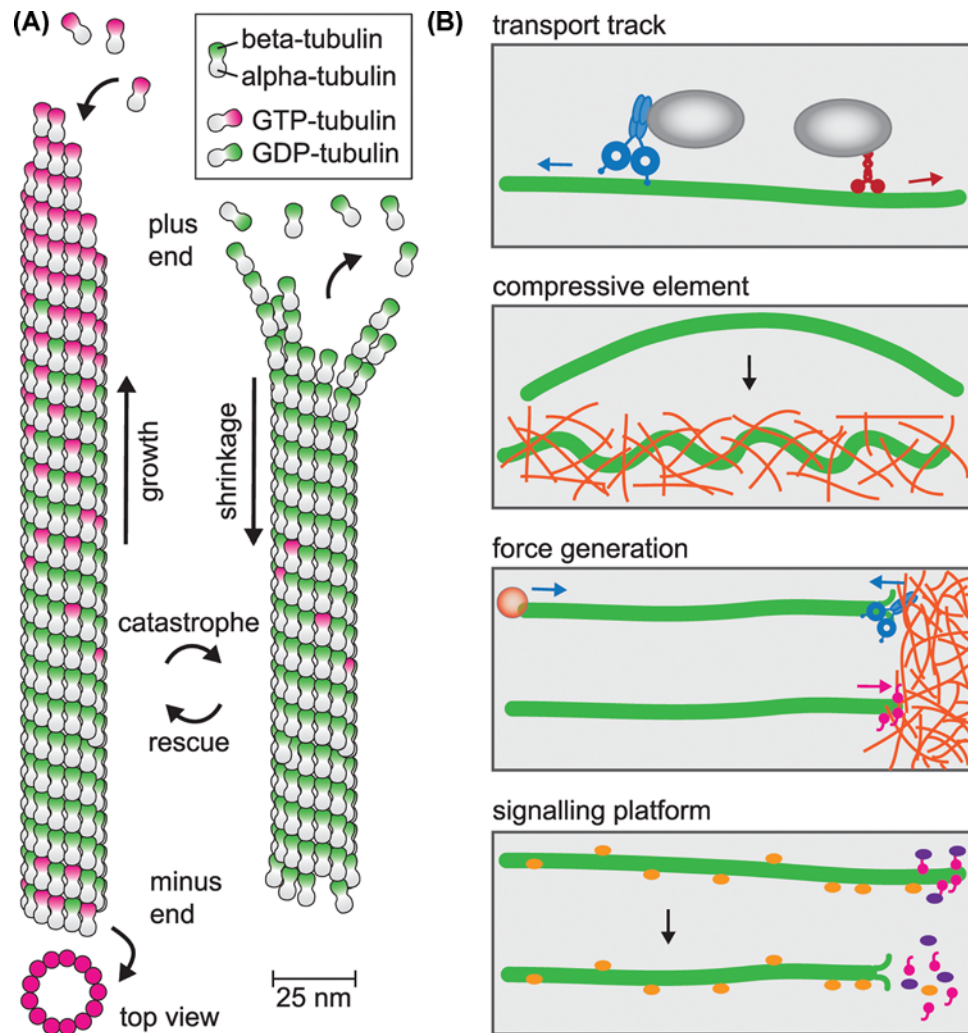 (A)
beta-tubulin
alpha-tubulin
GTP-tubulin
GDP-tubulin
plus
end
growth
shrinkage
catastrophe
rescue
minus
end
top view
25 nm
(B)
transport track
compressive element
force generation
signalling platform